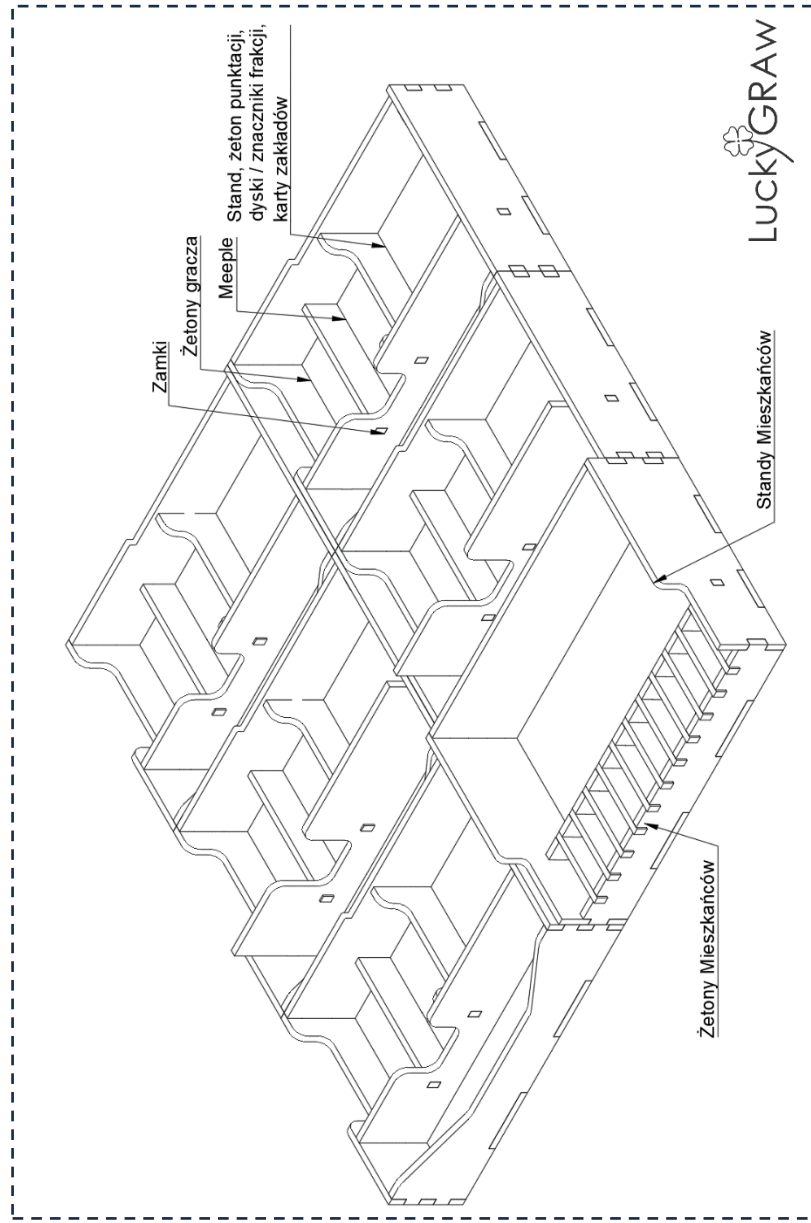 Zamki
Żetony gracza
Meeple
Stand, żeton punktacji,
dyski / znaczniki frakcji,
karty zakładów
Standy Mieszkańców
Żetony Mieszkańców
LuckyGRAw